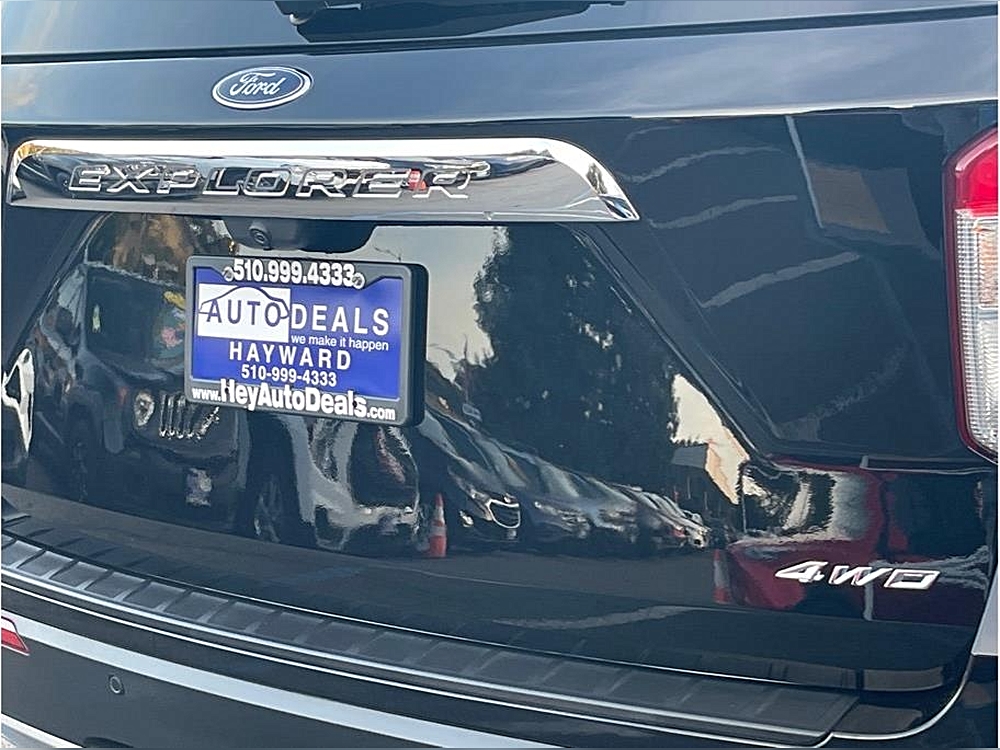 Ford
EXPLORER
510.999.4333
AUTO DEALS
we make it happen
HAYWARD
510-999-4333
www.HeyAutoDeals.com
4WD